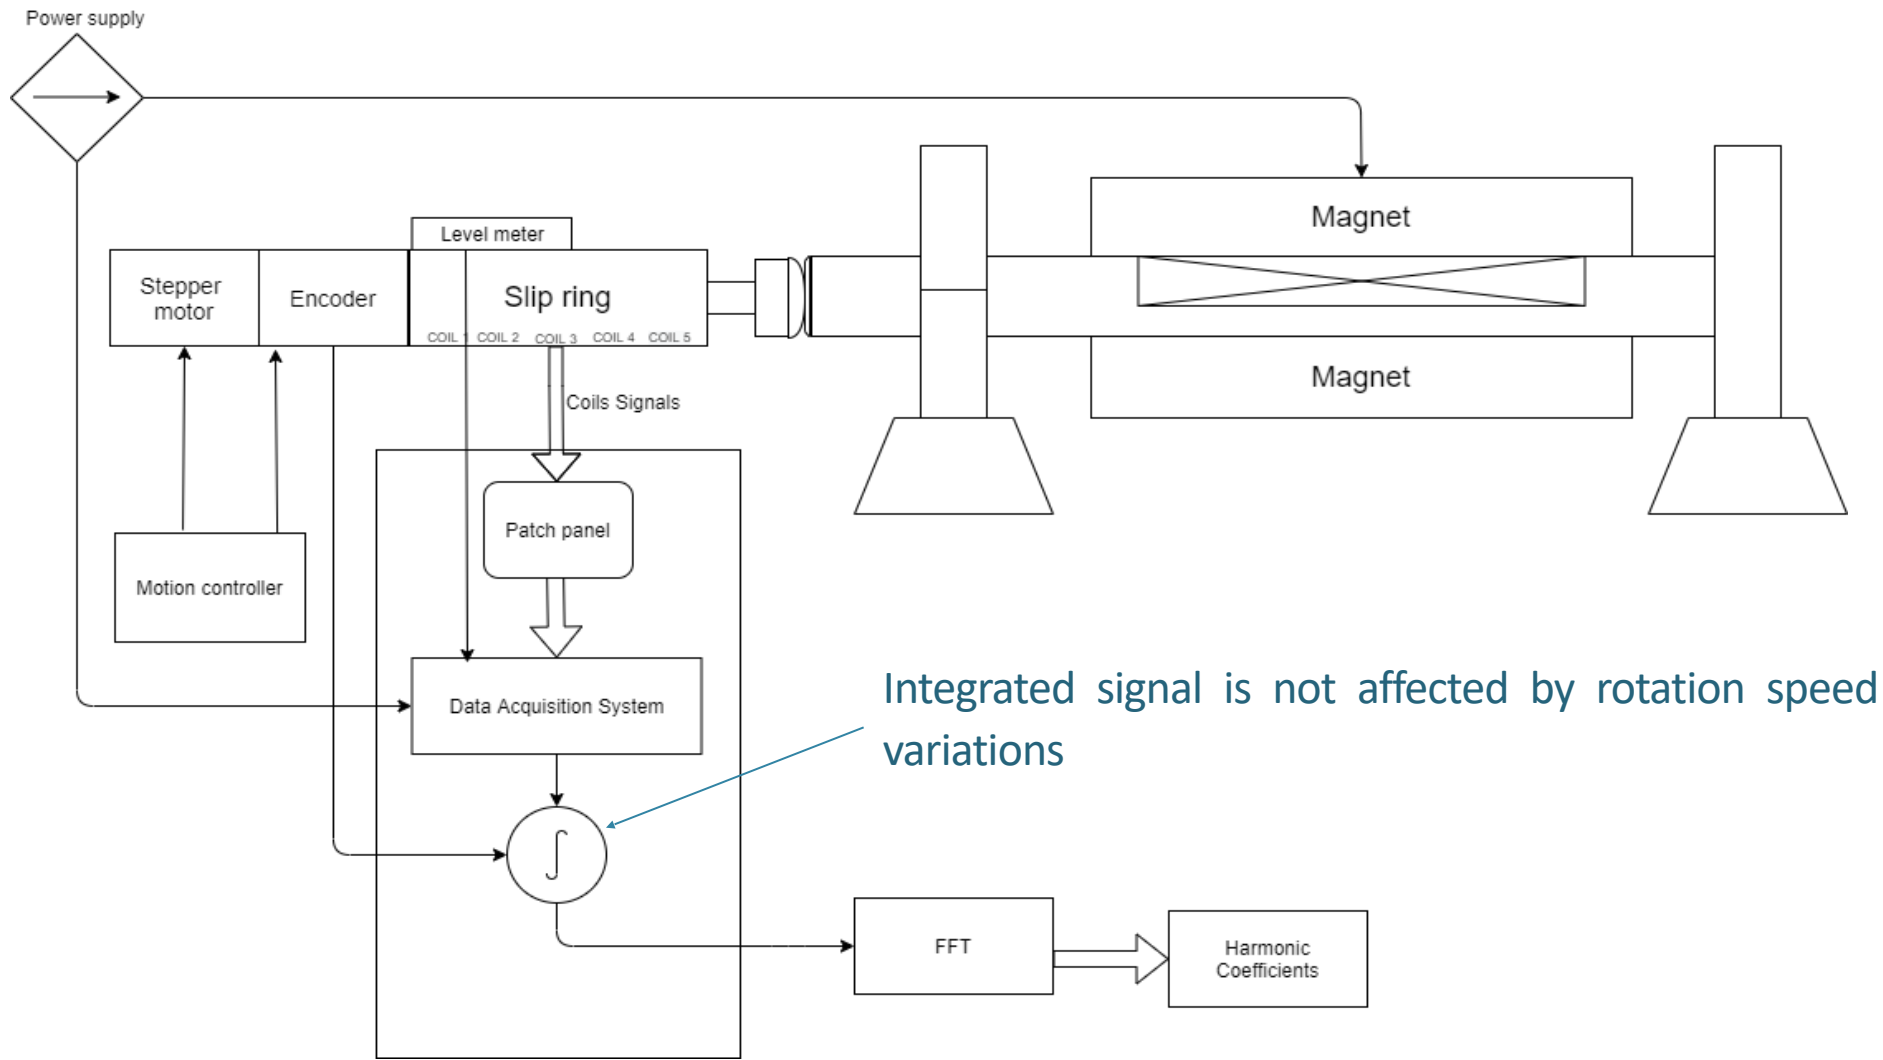 Power supply
Magnet
Level meter
Stepper
motor
Encoder
Slip ring
COIL 1 COIL 2 COIL 3 COIL 4 COIL 5
Magnet
Coils Signals
Patch panel
Motion controller
Data Acquisition System
Integrated signal is not affected by rotation speed
variations
∫
FFT
Harmonic
Coefficients